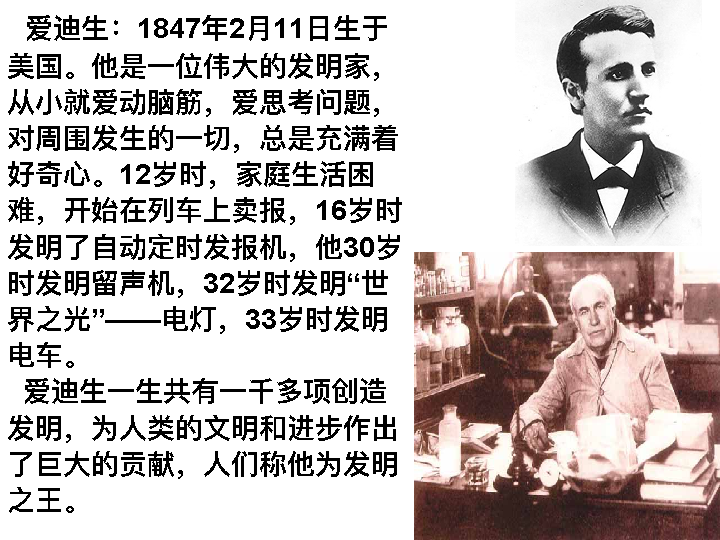 爱迪生：1847年2月11日生于
美国。他是一位伟大的发明家，
从小就爱动脑筋，爱思考问题，
对周围发生的一切，总是充满着
好奇心。12岁时，家庭生活困
难，开始在列车上卖报，16岁时
发明了自动定时发报机，他30岁
时发明留声机，32岁时发明“世
界之光”——电灯，33岁时发明
电车。
爱迪生一生共有一千多项创造
发明，为人类的文明和进步作出
了巨大的贡献，人们称他为发明
之王。